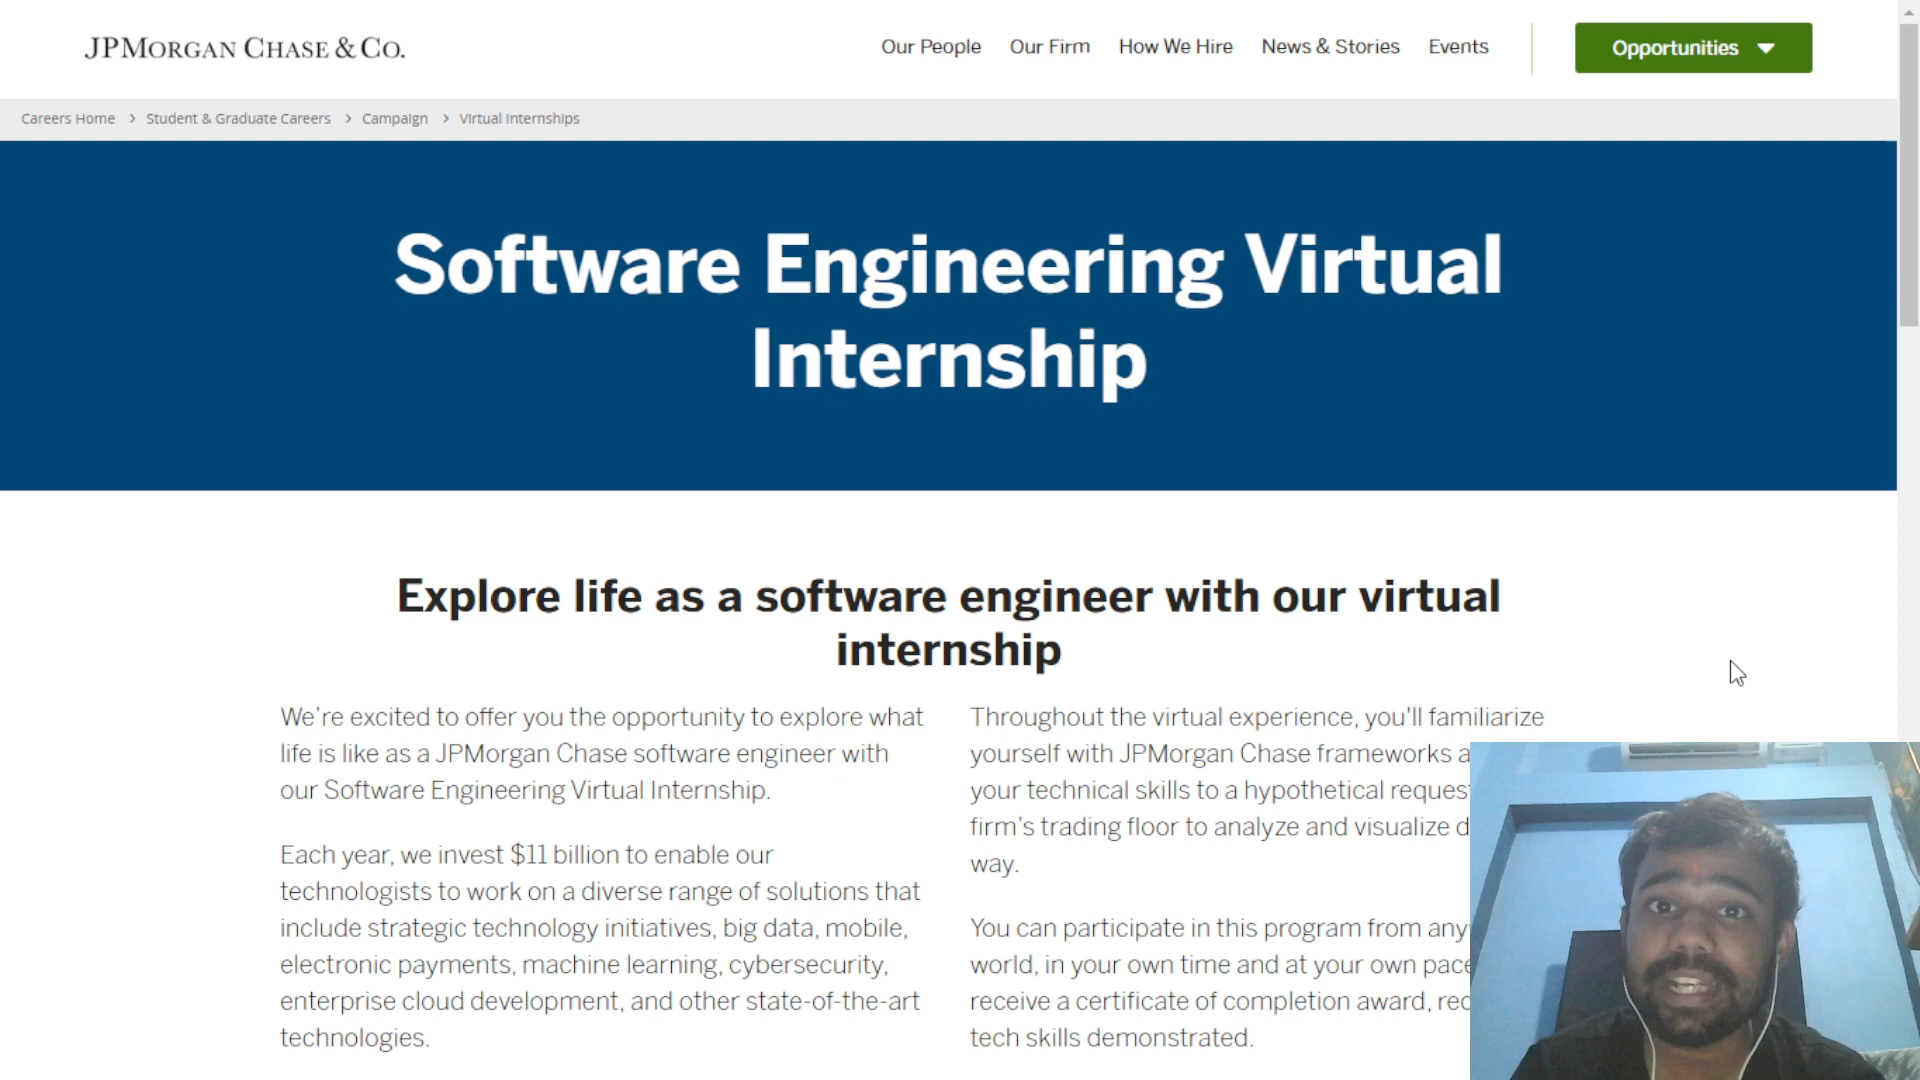 JPMORGAN CHASE & CO.
Our People
Our Firm
How We Hire
News & Stories
Events
Opportunities
Careers Home > Student & Graduate Careers > Campaign > Virtual Internships
Software Engineering Virtual
Internship
Explore life as a software engineer with our virtual
internship
We're excited to offer you the opportunity to explore what
life is like as a JPMorgan Chase software engineer with
our Software Engineering Virtual Internship.
Each year, we invest $11 billion to enable our
technologists to work on a diverse range of solutions that
include strategic technology initiatives, big data, mobile,
electronic payments, machine learning, cybersecurity,
enterprise cloud development, and other state-of-the-art
technologies.
Throughout the virtual experience, you'll familiarize
yourself with JPMorgan Chase frameworks
your technical skills to a hypothetical
firm's trading floor to analyze and visualize
way.
You can participate in this program from
world, in your own time and at your own
receive a certificate of completion award,
tech skills demonstrated.